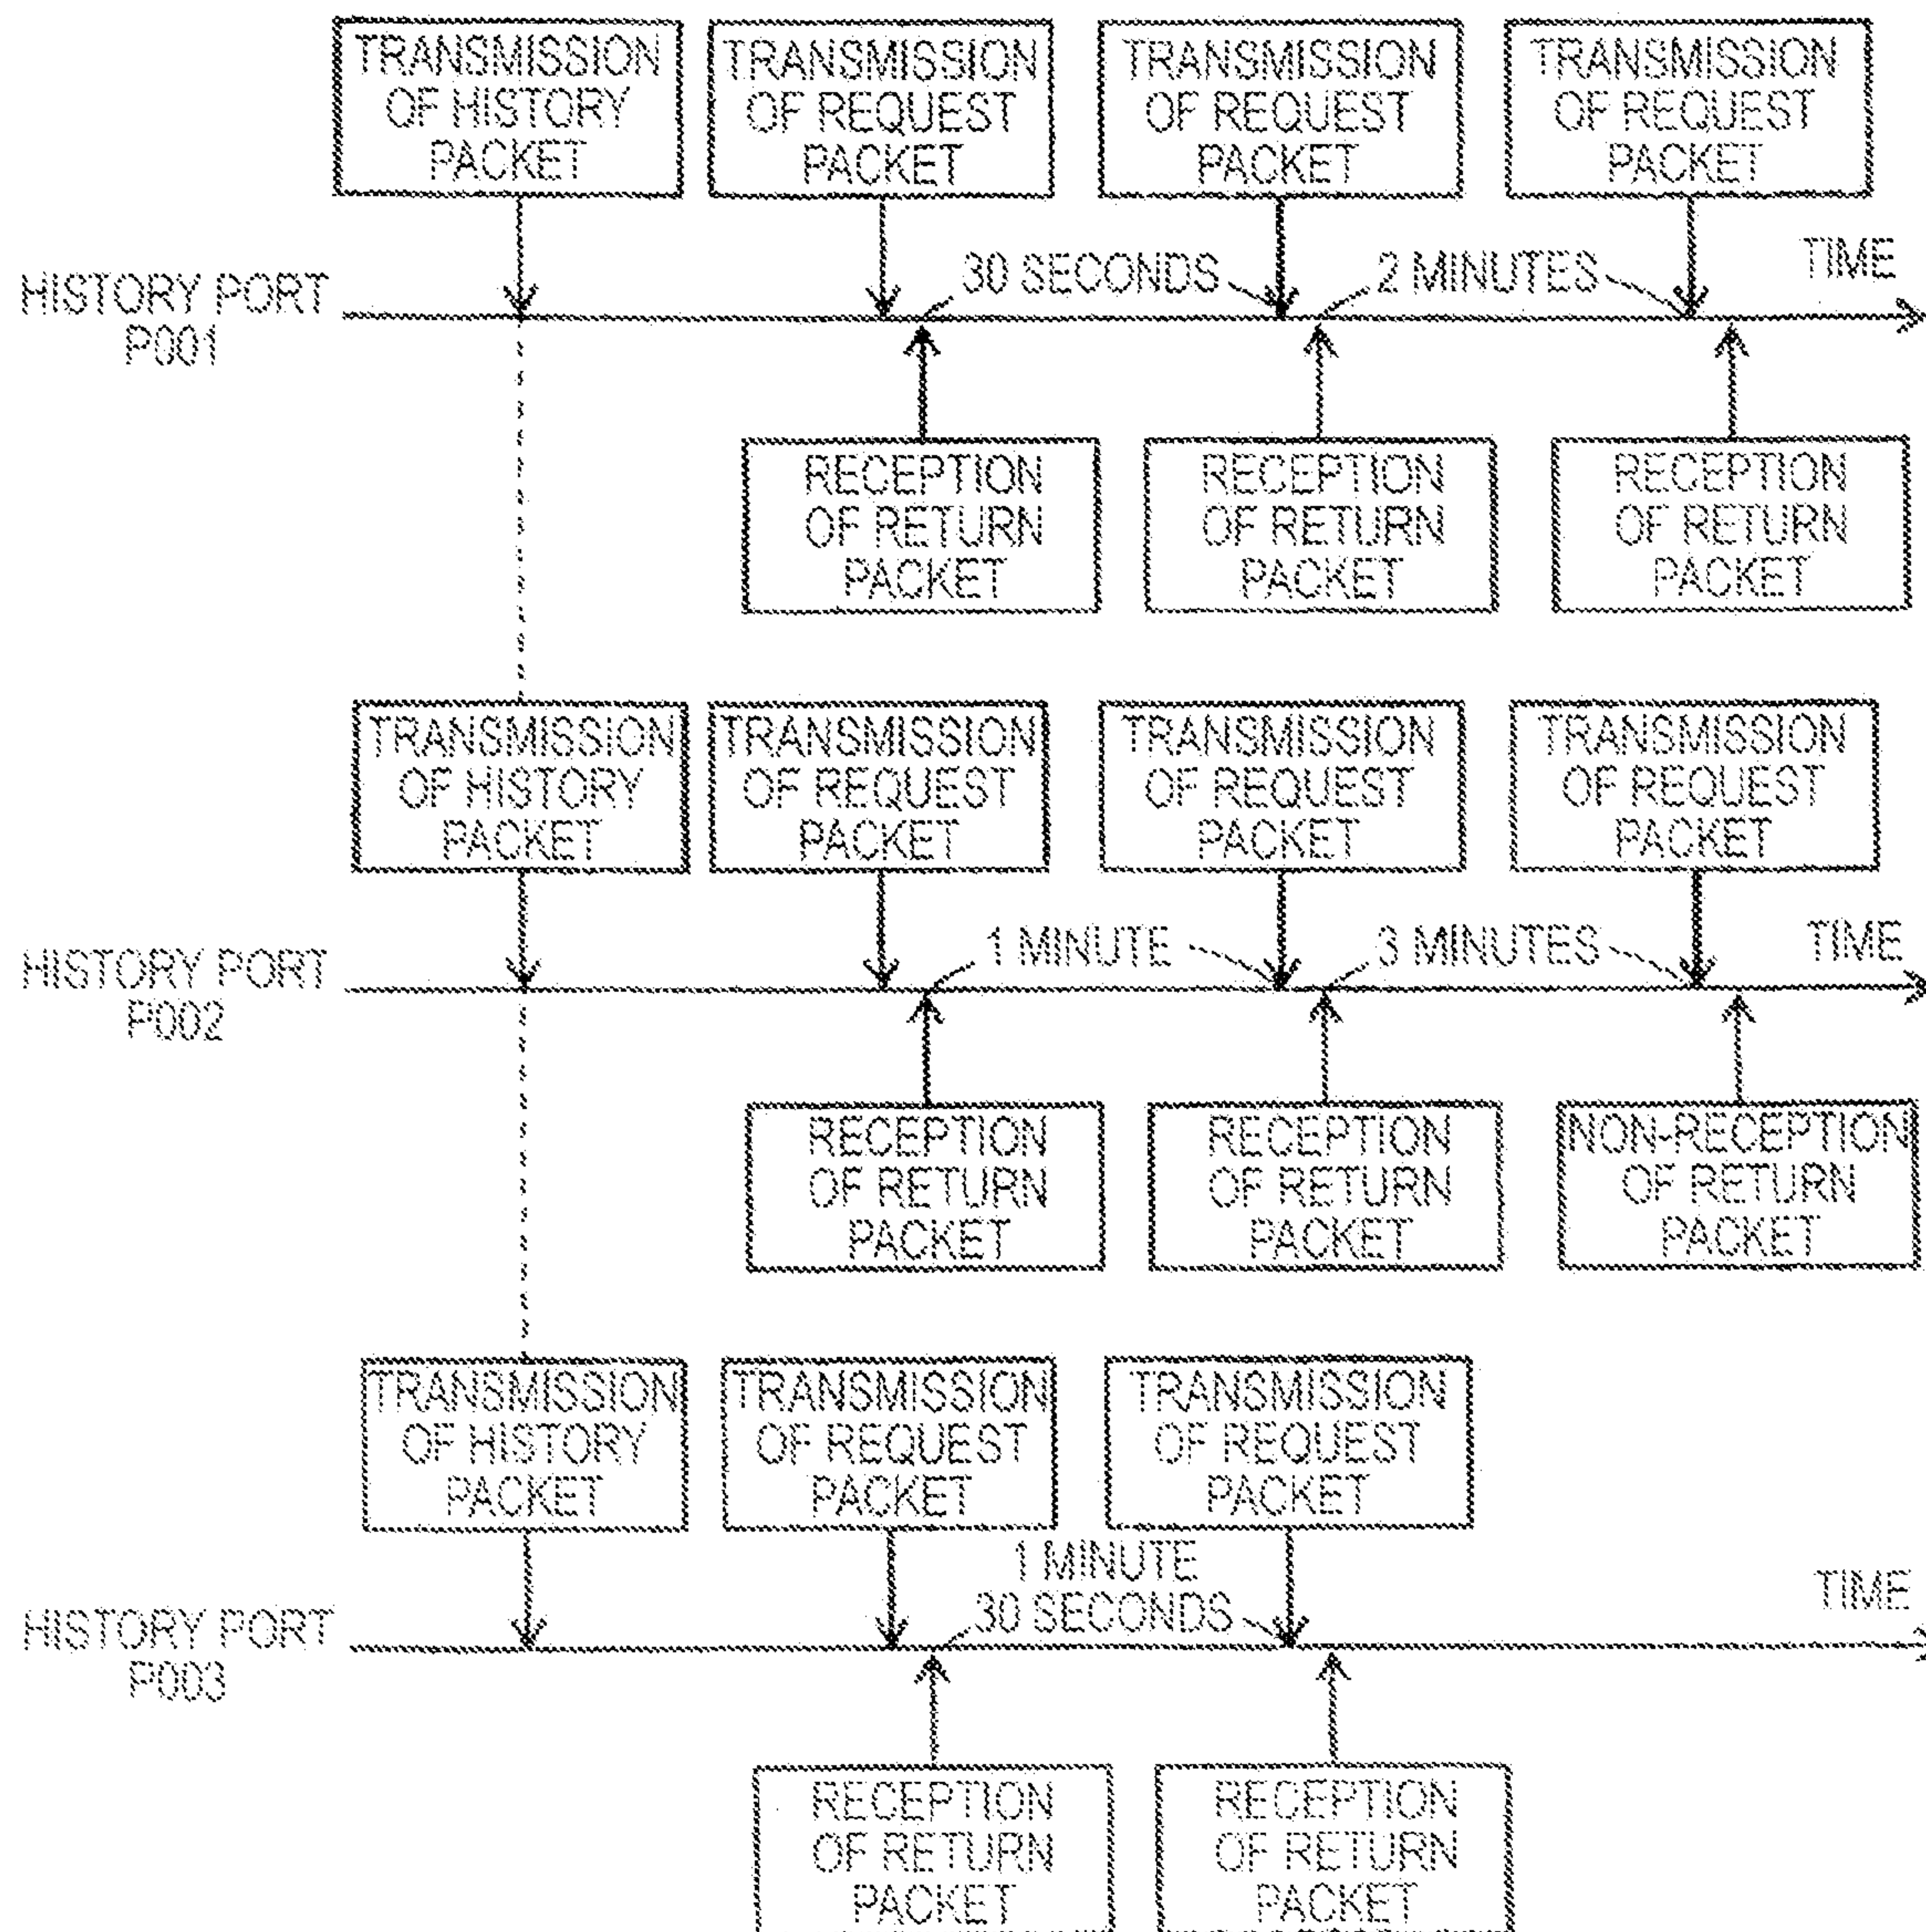 TRANSMISSION
OF HISTORY
PACKET
TRANSMISSION
OF REQUEST
PACKET
TRANSMISSION
OF REQUEST
PACKET
TRANSMISSION
OF REQUEST
PACKET
HISTORY PORT
P001
30 SECONDS
2 MINUTES
TIME
RECEPTION
OF RETURN
PACKET
RECEPTION
OF RETURN
PACKET
RECEPTION
OF RETURN
PACKET
TRANSMISSION
OF HISTORY
PACKET
TRANSMISSION
OF REQUEST
PACKET
TRANSMISSION
OF REQUEST
PACKET
TRANSMISSION
OF REQUEST
PACKET
HISTORY PORT
P002
1 MINUTE
3 MINUTES
TIME
RECEPTION
OF RETURN
PACKET
RECEPTION
OF RETURN
PACKET
NON-RECEPTION
OF RETURN
PACKET
TRANSMISSION
OF HISTORY
PACKET
TRANSMISSION
OF REQUEST
PACKET
TRANSMISSION
OF REQUEST
PACKET
HISTORY PORT
P003
1 MINUTE
30 SECONDS
TIME
RECEPTION
OF RETURN
PACKET
RECEPTION
OF RETURN
PACKET